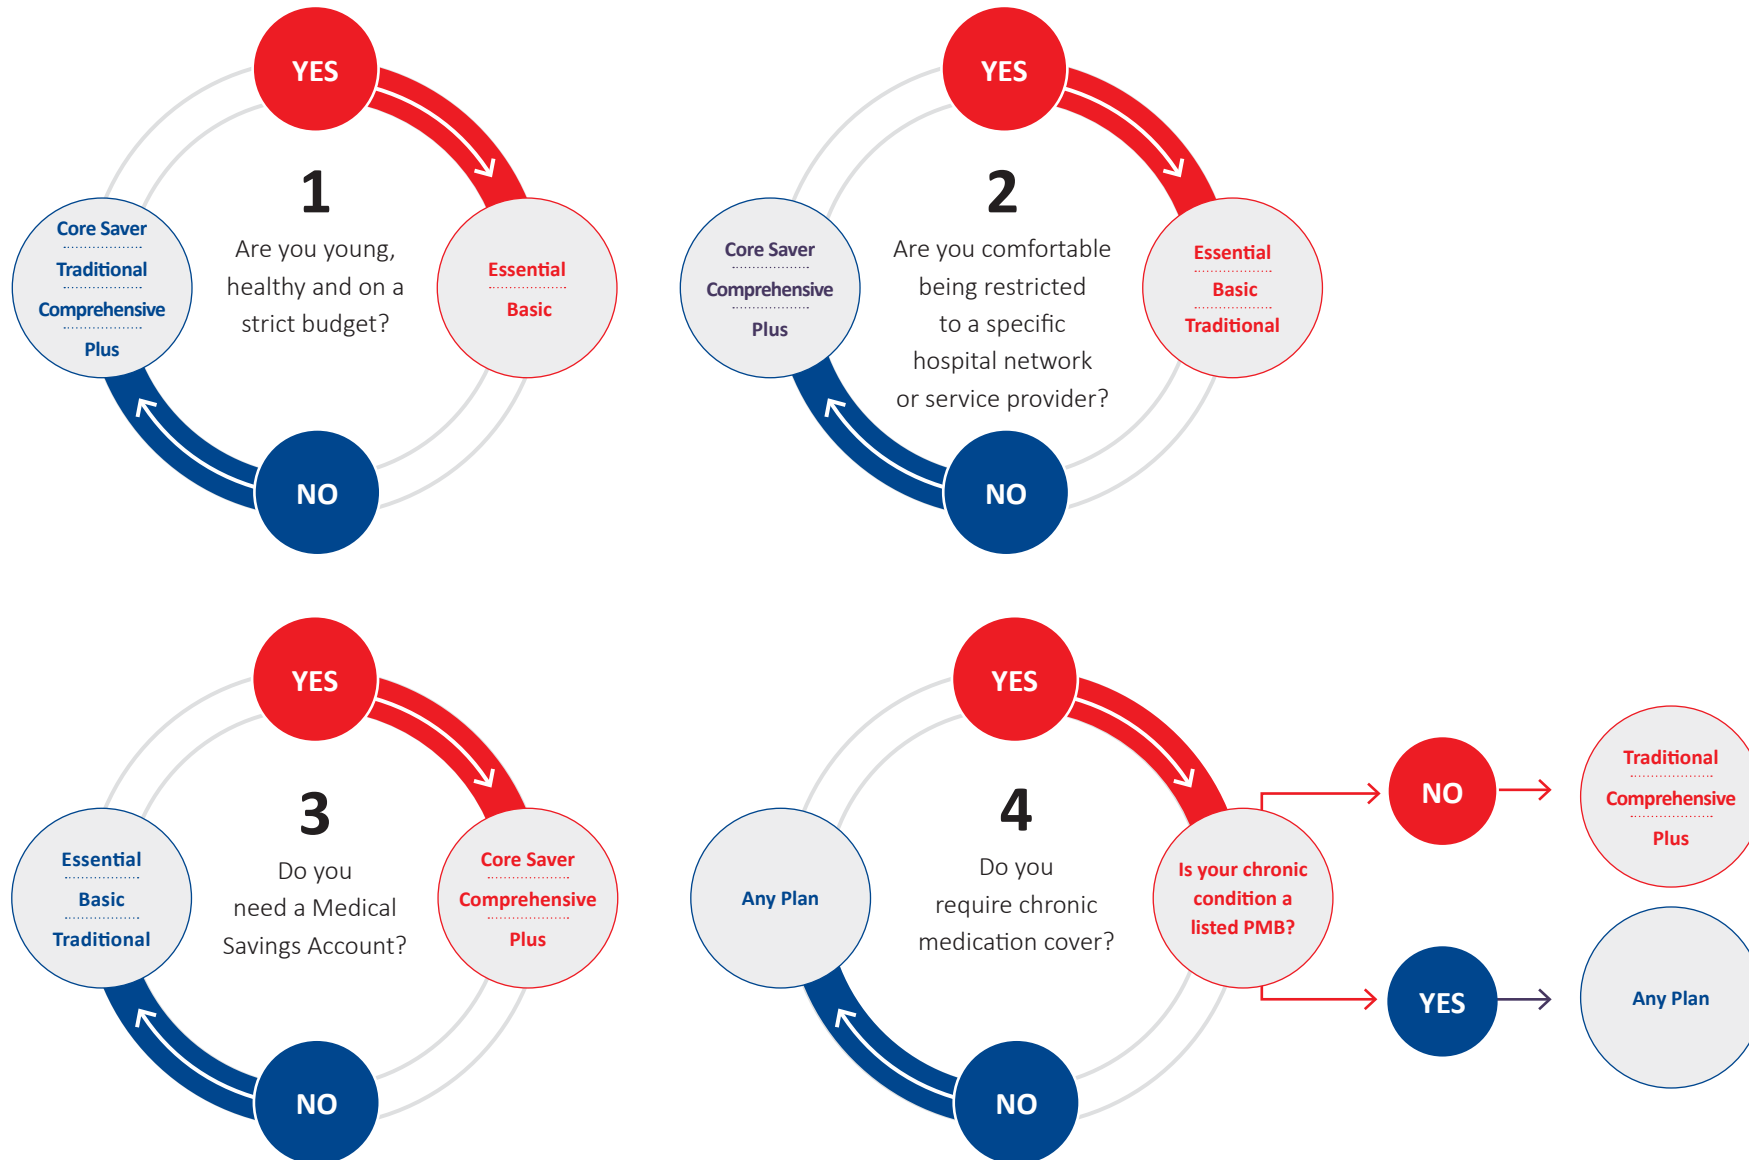 YES
1
Are you young,
healthy and on a
strict budget?
Core Saver
Traditional
Comprehensive
Plus
Essential
Basic
NO
YES
2
Are you comfortable
being restricted
to a specific
hospital network
or service provider?
Core Saver
Comprehensive
Plus
Essential
Basic
Traditional
NO
YES
3
Do you
need a Medical
Savings Account?
Essential
Basic
Traditional
Core Saver
Comprehensive
Plus
NO
YES
4
Do you
require chronic
medication cover?
Any Plan
Is your chronic
condition a
listed PMB?
NO
NO
Traditional
Comprehensive
Plus
YES
Any Plan